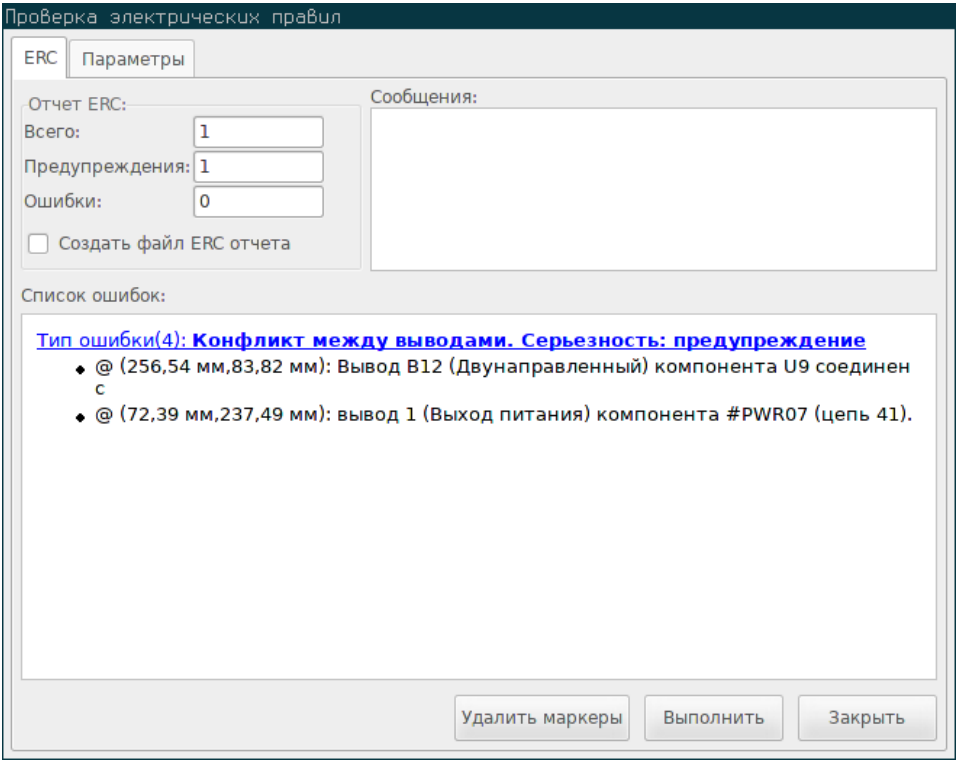 Проверка электрических правил
ERC
Параметры
Отчет ERC:
Сообщения:
Всего:
1
Предупреждения:
1
Ошибки:
0
Создать файл ERC отчета
Список ошибок:
Тип ошибки(4): Конфликт между выводами. Серьезность: предупреждение
@ (256,54 мм,83,82 мм): Вывод B12 (Двунаправленный) компонента U9 соединен
с
@ (72,39 мм,237,49 мм): вывод 1 (Выход питания) компонента #PWR07 (цепь 41).
Удалить маркеры
Выполнить
Закрыть